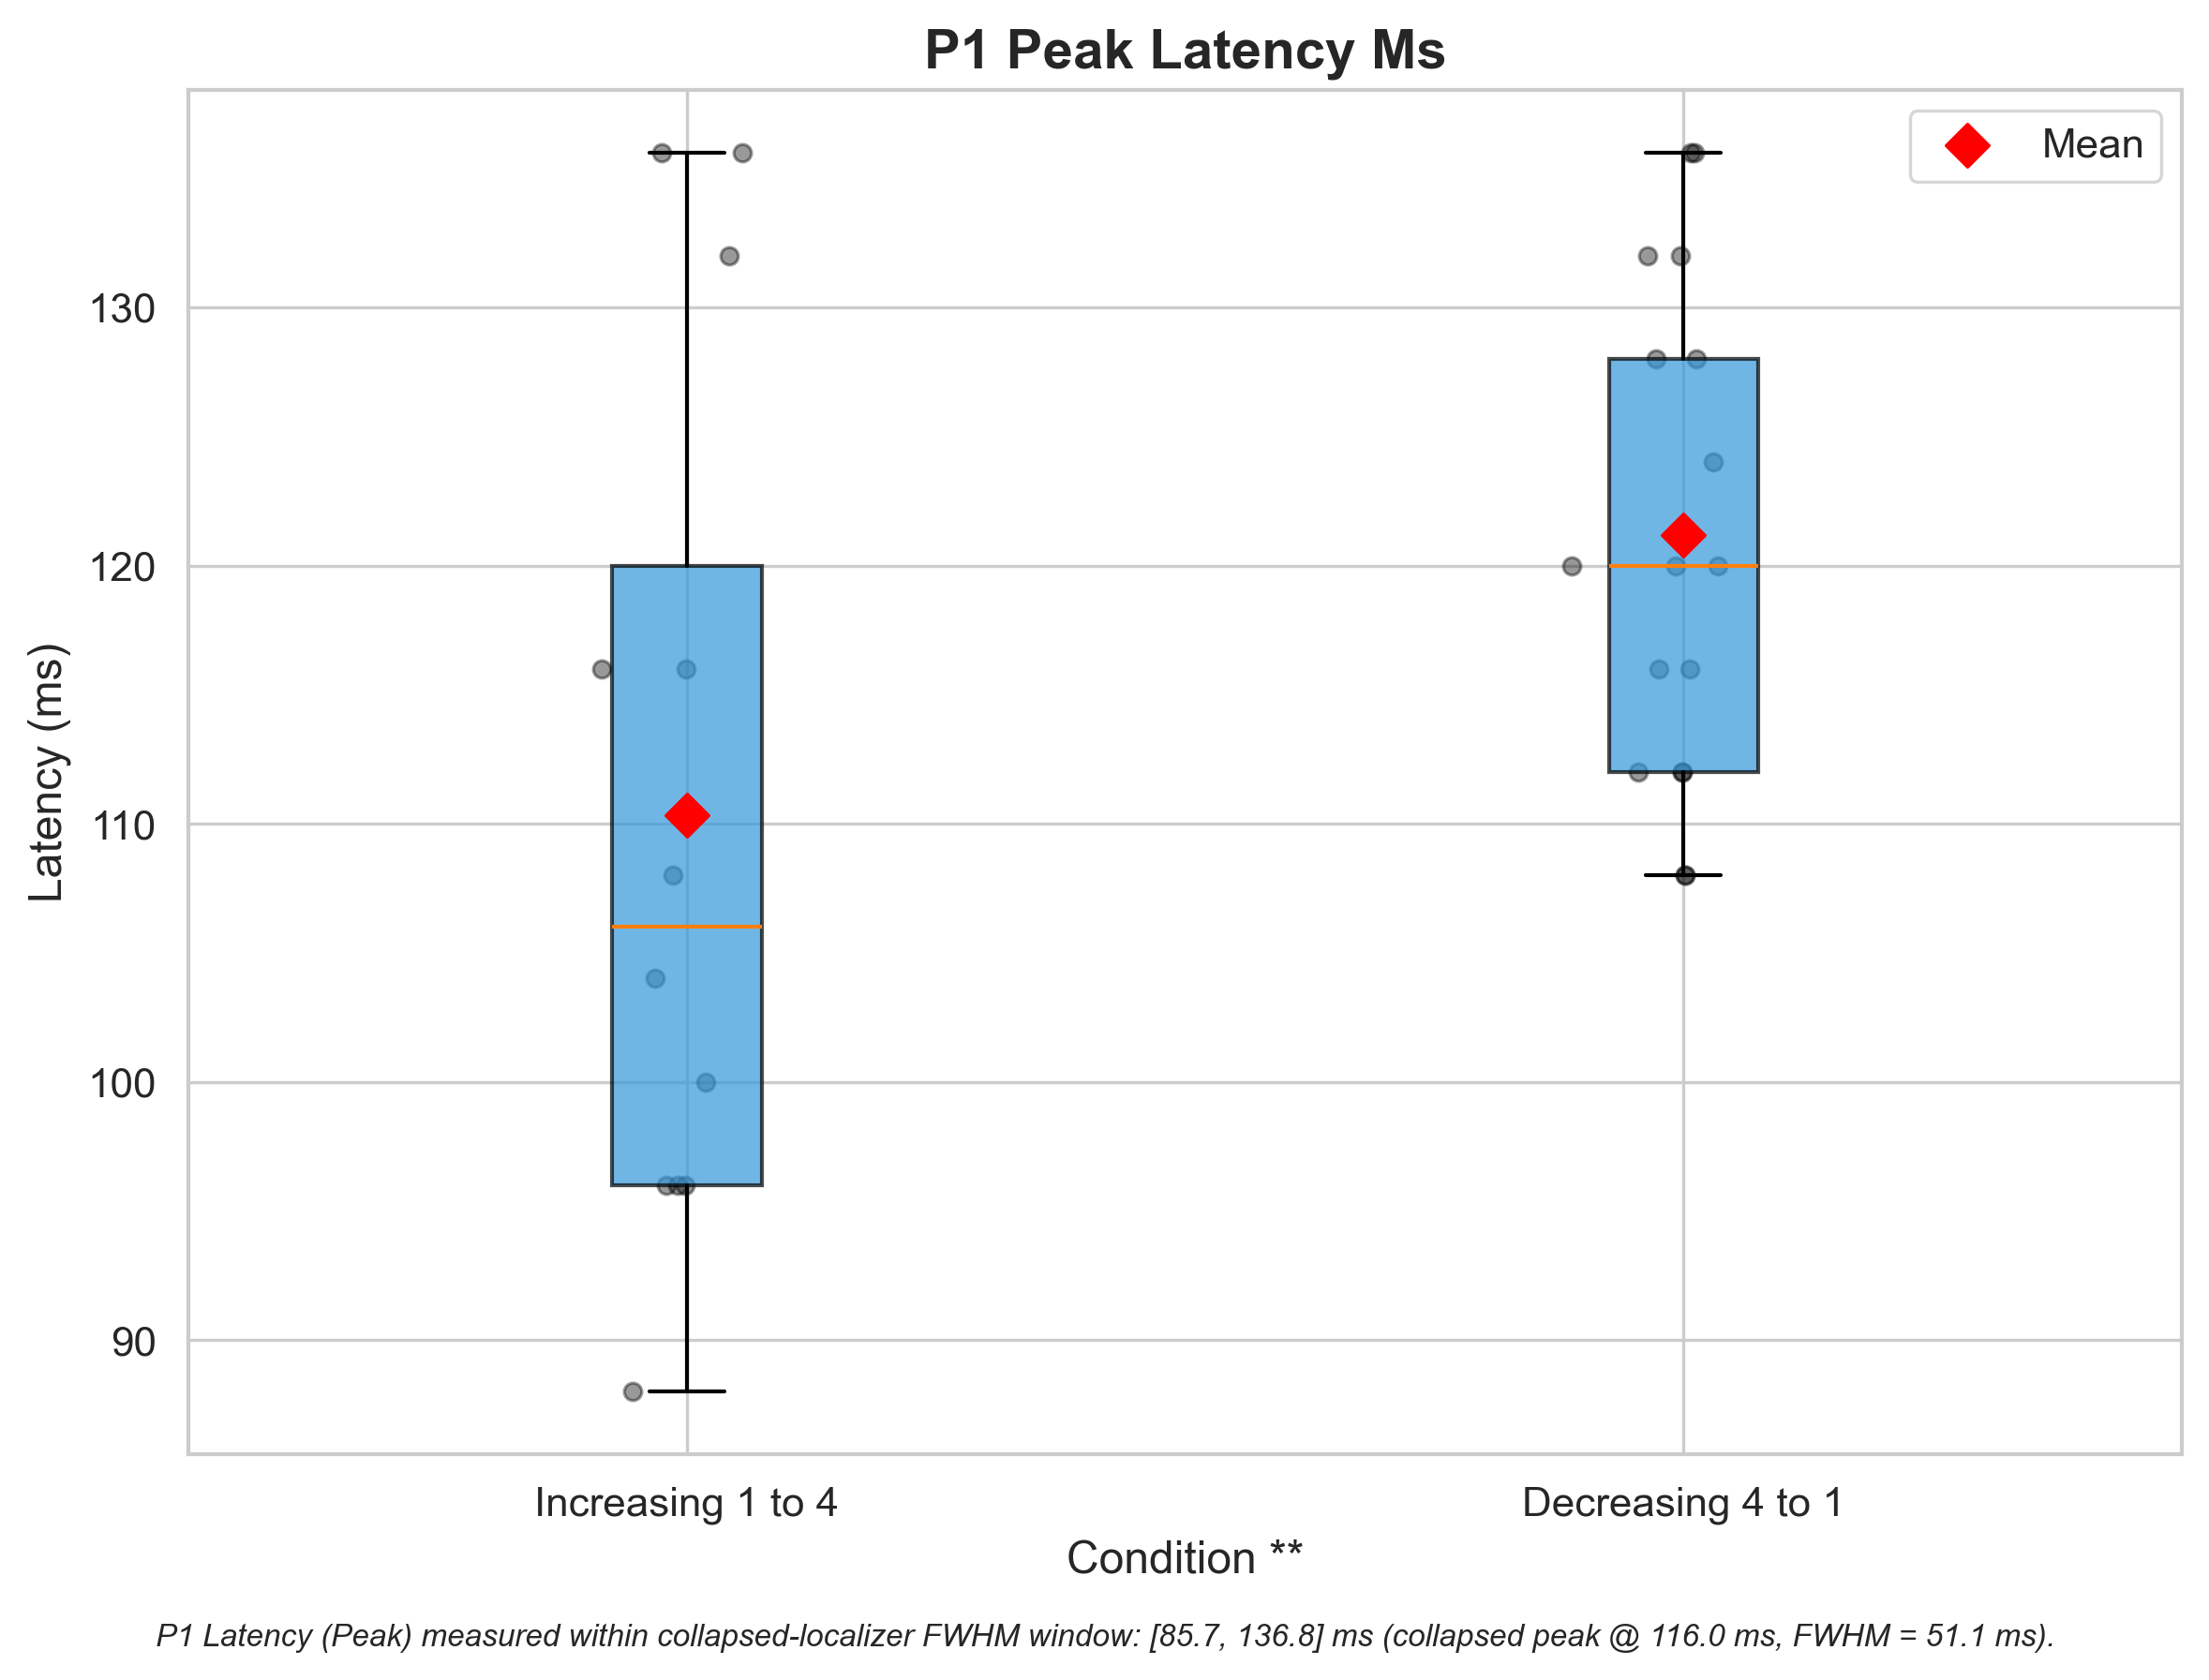 P1 Peak Latency Ms
Mean
130
120
110
100
90
Latency (ms)
Increasing 1 to 4
Decreasing 4 to 1
Condition **
P1 Latency (Peak) measured within collapsed-localizer FWHM window: [85.7, 136.8] ms (collapsed peak @ 116.0 ms, FWHM = 51.1 ms).